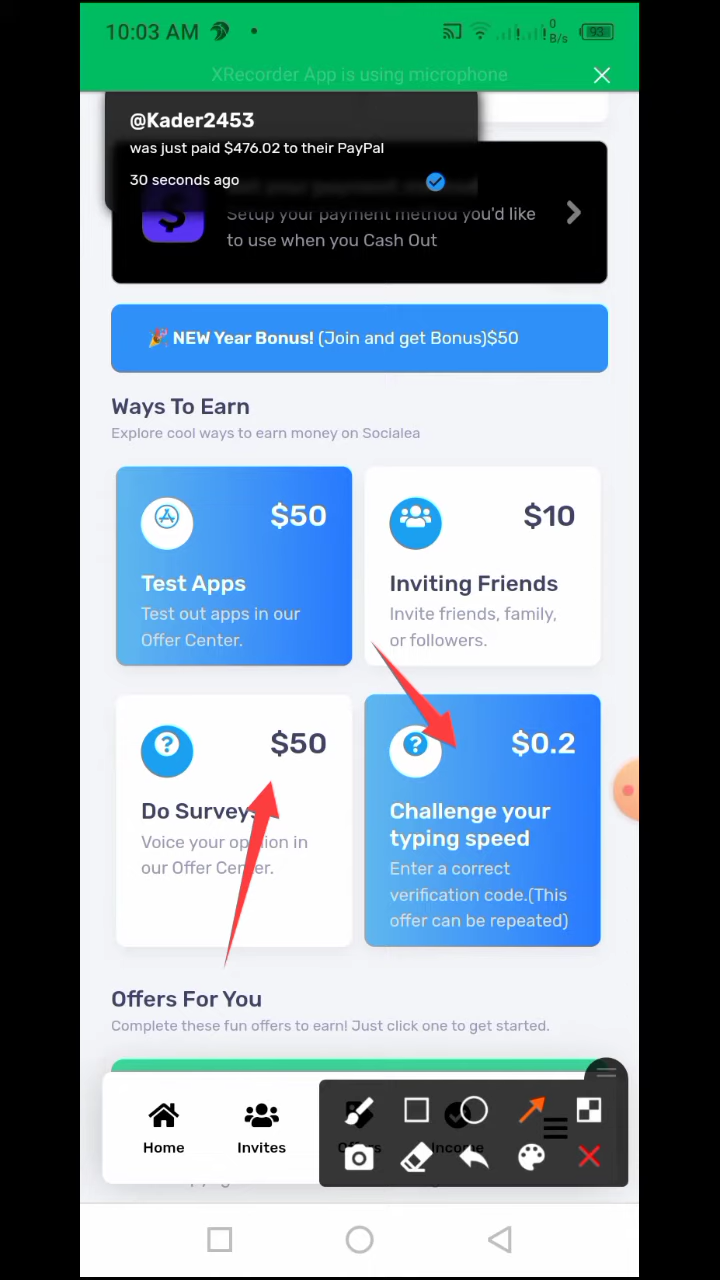 10:03 AM
0
B/s
93
XRecorder App is using microphone
@Kader2453
was just paid $476.02 to their PayPal
30 seconds ago
Setup your payment method you'd like
to use when you Cash Out
🎉 NEW Year Bonus! (Join and get Bonus)$50
Ways To Earn
Explore cool ways to earn money on Socialea
$50
Test Apps
Test out apps in our
Offer Center.
$10
Inviting Friends
Invite friends, family,
or followers.
$50
Do Surveys
Voice your opinion in
our Offer Center.
$0.2
Challenge your
typing speed
Enter a correct
verification code.(This
offer can be repeated)
Offers For You
Complete these fun offers to earn! Just click one to get started.
Home
Invites
Offers
Income